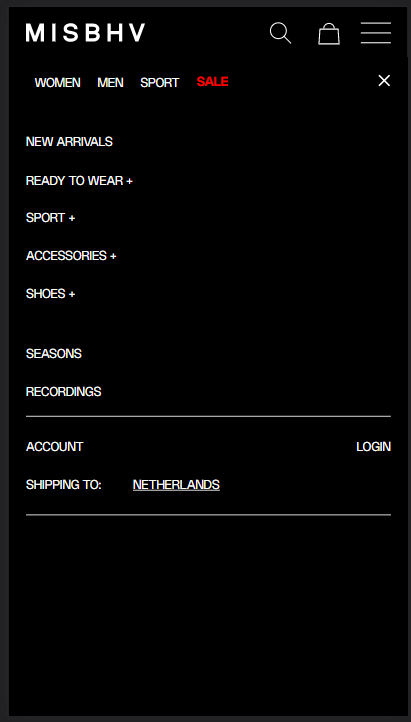 MISBHV
WOMEN MEN SPORT SALE
NEW ARRIVALS
READY TO WEAR +
SPORT +
ACCESSORIES +
SHOES +
SEASONS
RECORDINGS
ACCOUNT LOGIN
SHIPPING TO: NETHERLANDS